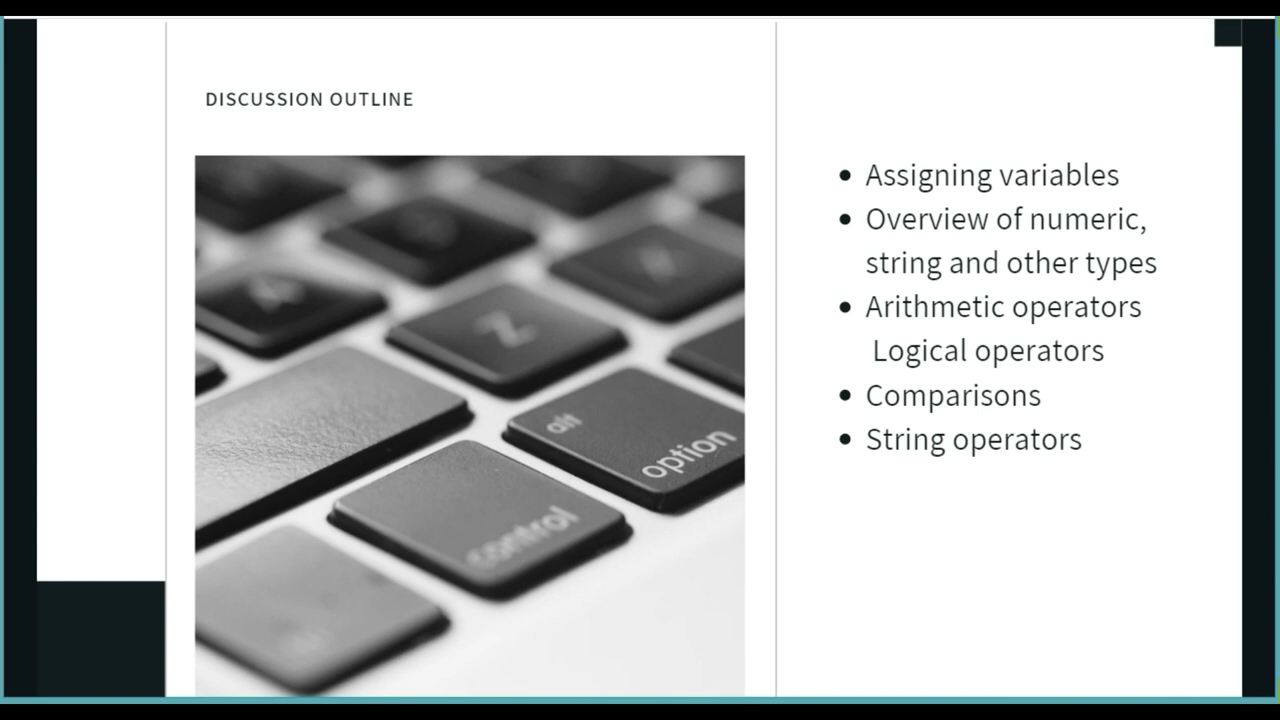 DISCUSSION OUTLINE
• Assigning variables
• Overview of numeric,
string and other types
• Arithmetic operators
Logical operators
• Comparisons
• String operators
Z
alt
option
control